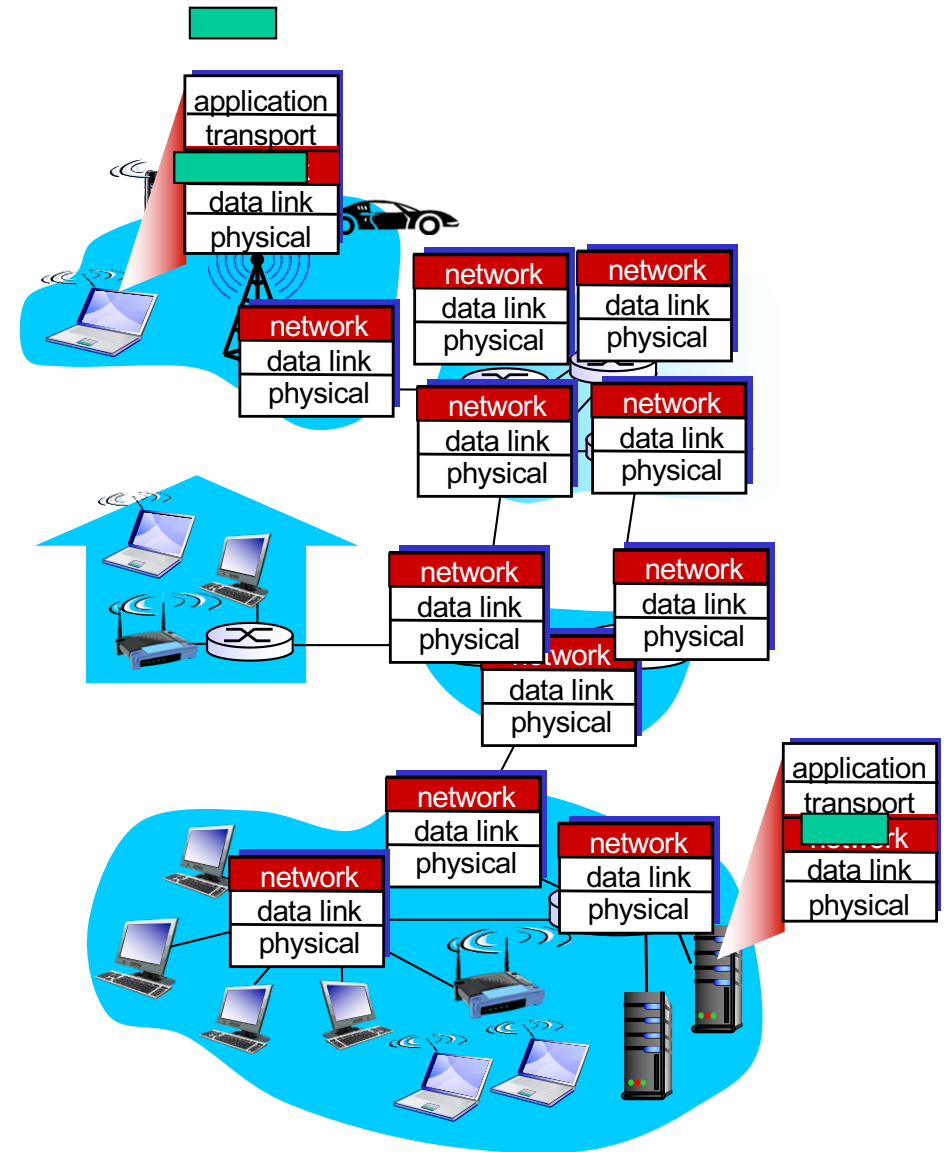 application
transport
data link
physical
network
data link
physical
network
data link
physical
network
data link
physical
network
data link
physical
network
data link
physical
network
data link
physical
network
data link
physical
network
data link
physical
network
data link
physical
network
data link
physical
network
data link
physical
application
transport
network
data link
physical